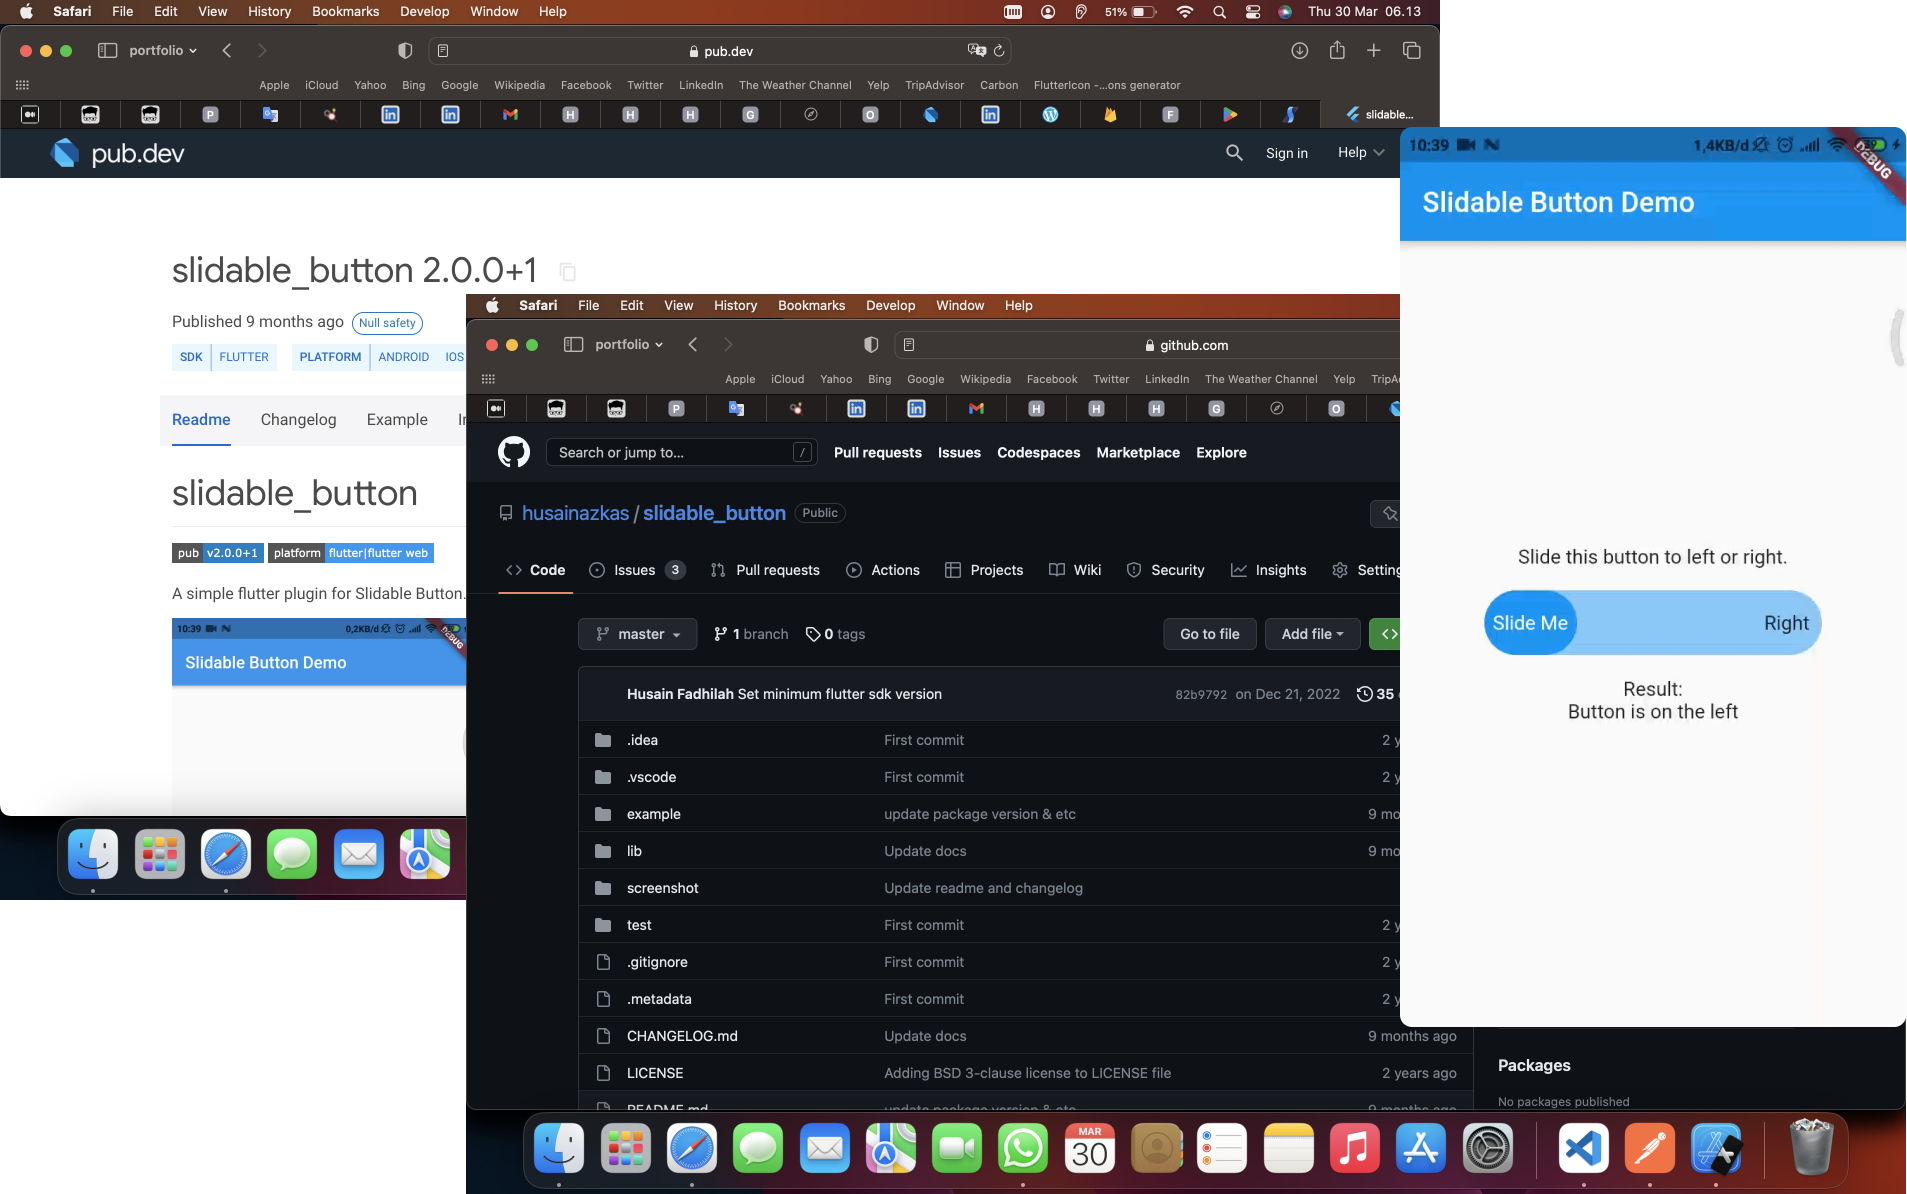 Safari File Edit View History Bookmarks Develop Window Help 51% Thu 30 Mar 06.13
portfolio pub.dev
Apple iCloud Yahoo Bing Google Wikipedia Facebook Twitter LinkedIn The Weather Channel Yelp TripAdvisor Carbon FlutterIcon -...ons generator
P H H H G O F slidable...
pub.dev Sign in Help
slidable_button 2.0.0+1
Published 9 months ago Null safety
SDK FLUTTER PLATFORM ANDROID IOS
Readme Changelog Example
slidable_button
pub v2.0.0+1 platform flutter|flutter web
A simple flutter plugin for Slidable Button.
10:39 0,2KB/d DEBUG
Slidable Button Demo
Safari File Edit View History Bookmarks Develop Window Help
portfolio github.com
Apple iCloud Yahoo Bing Google Wikipedia Facebook Twitter LinkedIn The Weather Channel Yelp TripA
P H H H G O
Search or jump to... / Pull requests Issues Codespaces Marketplace Explore
husainazkas / slidable_button Public
Code Issues 3 Pull requests Actions Projects Wiki Security Insights Setting
master 1 branch 0 tags Go to file Add file
Husain Fadhilah Set minimum flutter sdk version 82b9792 on Dec 21, 2022 35
.idea First commit 2 y
.vscode First commit 2 y
example update package version & etc 9 mo
lib Update docs 9 mo
screenshot Update readme and changelog
test First commit 2 y
.gitignore First commit 2 y
.metadata First commit 2 y
CHANGELOG.md Update docs 9 months ago
LICENSE Adding BSD 3-clause license to LICENSE file 2 years ago
README.md update package version & etc 9 months ago
Packages
No packages published
MAR
30
10:39 1,4KB/d DEBUG
Slidable Button Demo
Slide this button to left or right.
Slide Me Right
Result:
Button is on the left